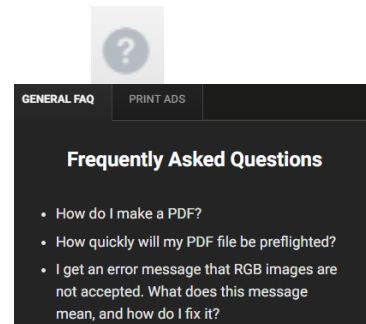 ?
GENERAL FAQ PRINT ADS
Frequently Asked Questions
• How do I make a PDF?
• How quickly will my PDF file be preflighted?
• I get an error message that RGB images are
not accepted. What does this message
mean, and how do I fix it?